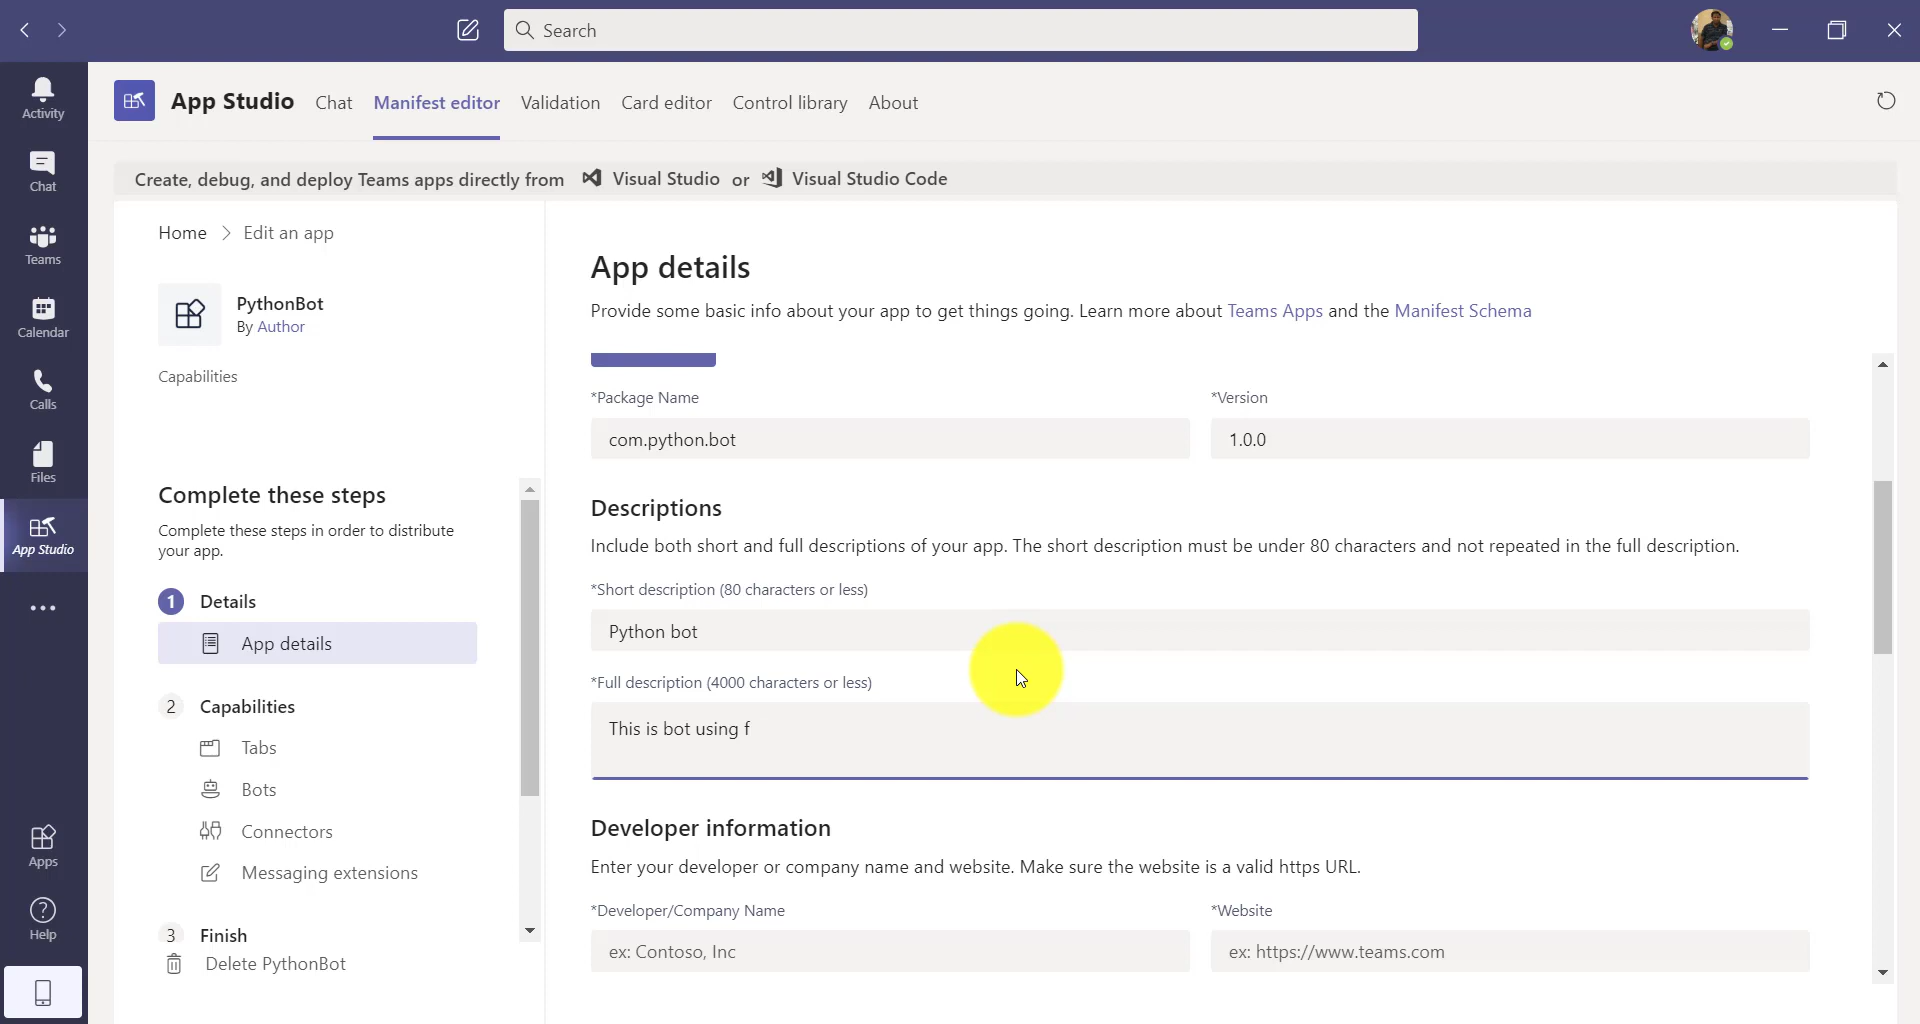 Search
Activity
Chat
Teams
Calendar
Calls
Files
App Studio
Apps
Help
App Studio Chat Manifest editor Validation Card editor Control library About
Create, debug, and deploy Teams apps directly from Visual Studio or Visual Studio Code
Home > Edit an app
PythonBot
By Author
Capabilities
Complete these steps
Complete these steps in order to distribute
your app.
1 Details
App details
2 Capabilities
Tabs
Bots
Connectors
Messaging extensions
3 Finish
Delete PythonBot
App details
Provide some basic info about your app to get things going. Learn more about Teams Apps and the Manifest Schema
*Package Name *Version
com.python.bot 1.0.0
Descriptions
Include both short and full descriptions of your app. The short description must be under 80 characters and not repeated in the full description.
*Short description (80 characters or less)
Python bot
*Full description (4000 characters or less)
This is bot using f
Developer information
Enter your developer or company name and website. Make sure the website is a valid https URL.
*Developer/Company Name *Website
ex: Contoso, Inc ex: https://www.teams.com